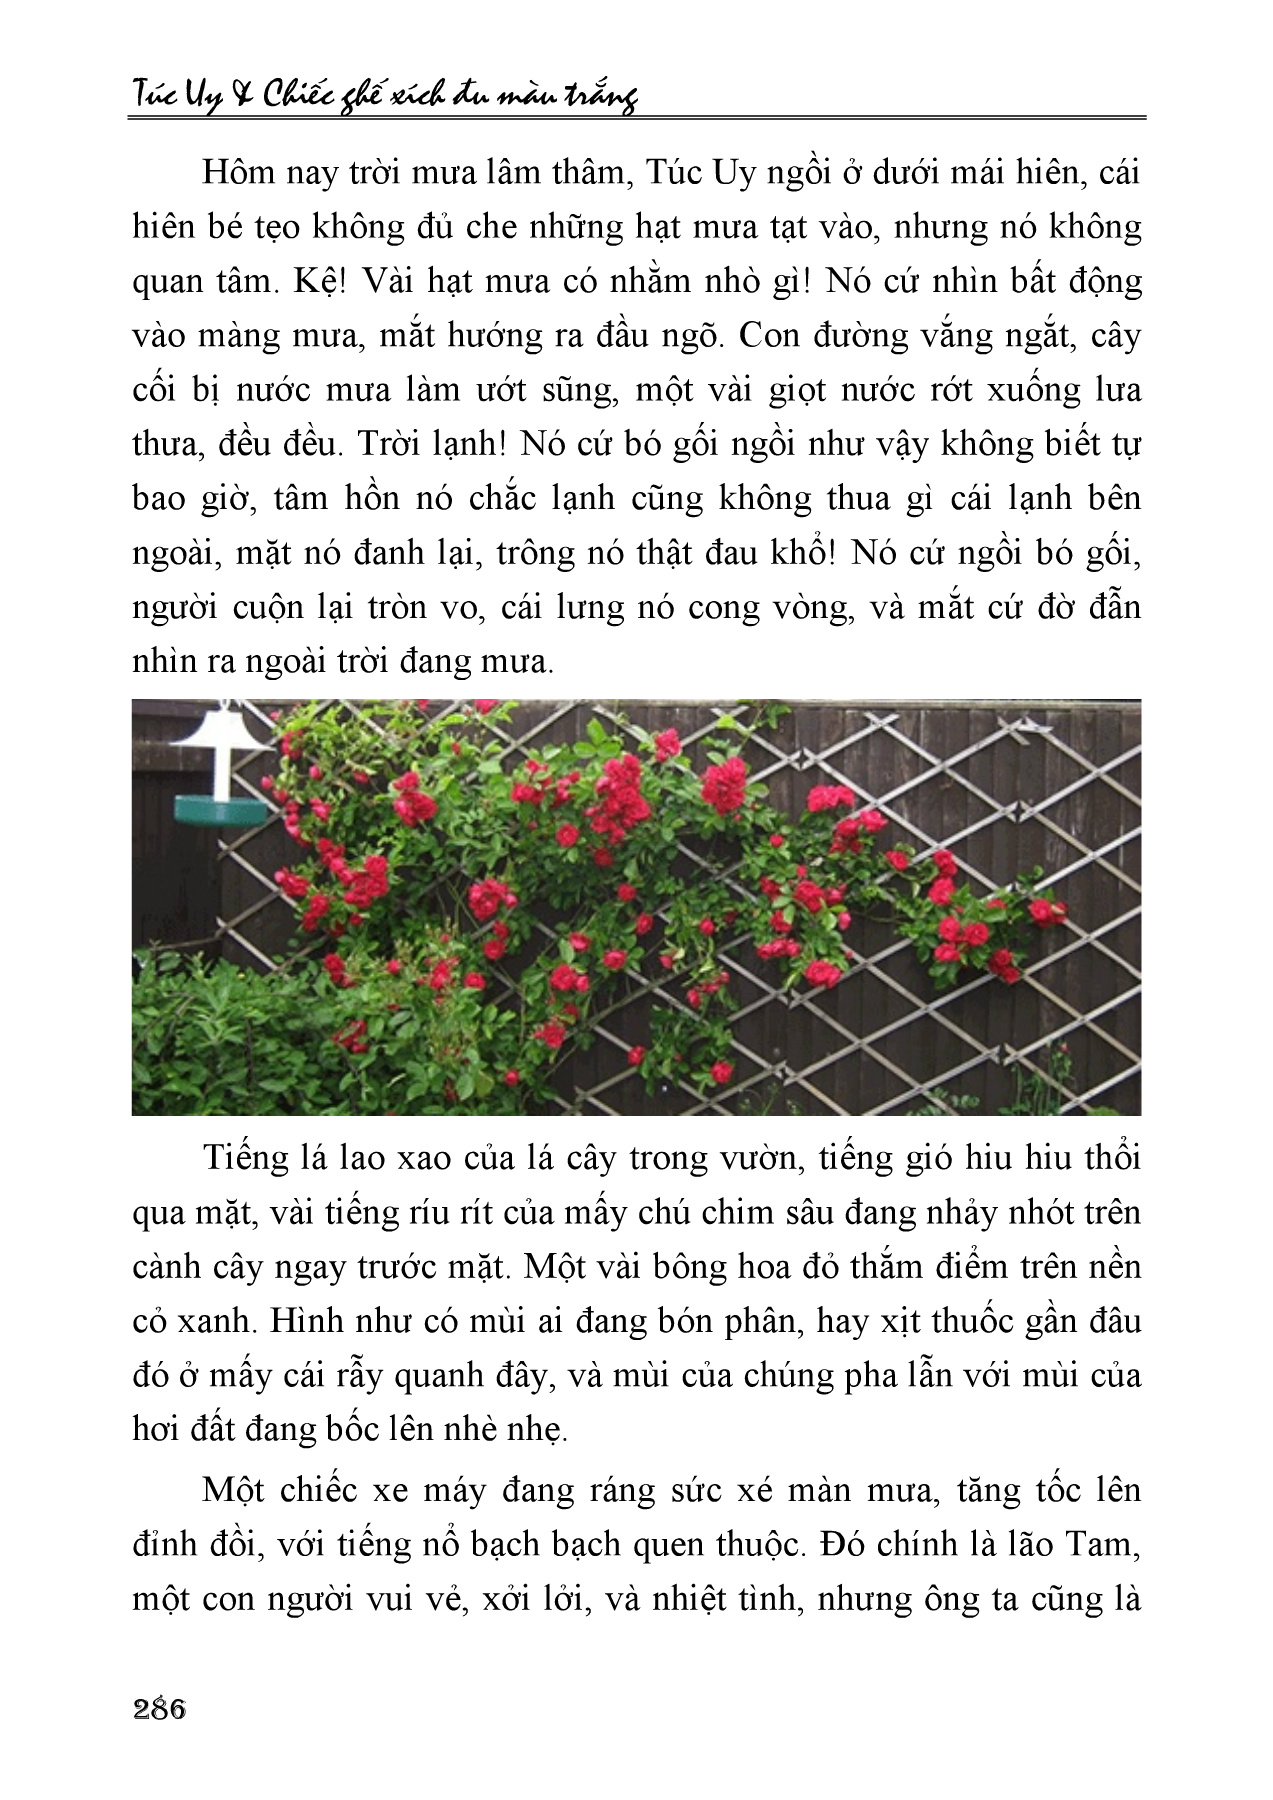 Túc Uy & Chiếc ghế xích đu màu trắng
Hôm nay trời mưa lâm thâm, Túc Uy ngồi ở dưới mái hiên, cái
hiên bé tẹo không đủ che những hạt mưa tạt vào, nhưng nó không
quan tâm. Kệ! Vài hạt mưa có nhằm nhò gì! Nó cứ nhìn bất động
vào màng mưa, mắt hướng ra đầu ngõ. Con đường vắng ngắt, cây
cối bị nước mưa làm ướt sũng, một vài giọt nước rớt xuống lưa
thưa, đều đều. Trời lạnh! Nó cứ bó gối ngồi như vậy không biết tự
bao giờ, tâm hồn nó chắc lạnh cũng không thua gì cái lạnh bên
ngoài, mặt nó đanh lại, trông nó thật đau khổ! Nó cứ ngồi bó gối,
người cuộn lại tròn vo, cái lưng nó cong vòng, và mắt cứ đờ đẫn
nhìn ra ngoài trời đang mưa.
Tiếng lá lao xao của lá cây trong vườn, tiếng gió hiu hiu thổi
qua mặt, vài tiếng ríu rít của mấy chú chim sâu đang nhảy nhót trên
cành cây ngay trước mặt. Một vài bông hoa đỏ thắm điểm trên nền
cỏ xanh. Hình như có mùi ai đang bón phân, hay xịt thuốc gần đâu
đó ở mấy cái rẫy quanh đây, và mùi của chúng pha lẫn với mùi của
hơi đất đang bốc lên nhè nhẹ.
Một chiếc xe máy đang ráng sức xé màn mưa, tăng tốc lên
đỉnh đồi, với tiếng nổ bạch bạch quen thuộc. Đó chính là lão Tam,
một con người vui vẻ, xởi lởi, và nhiệt tình, nhưng ông ta cũng là
286